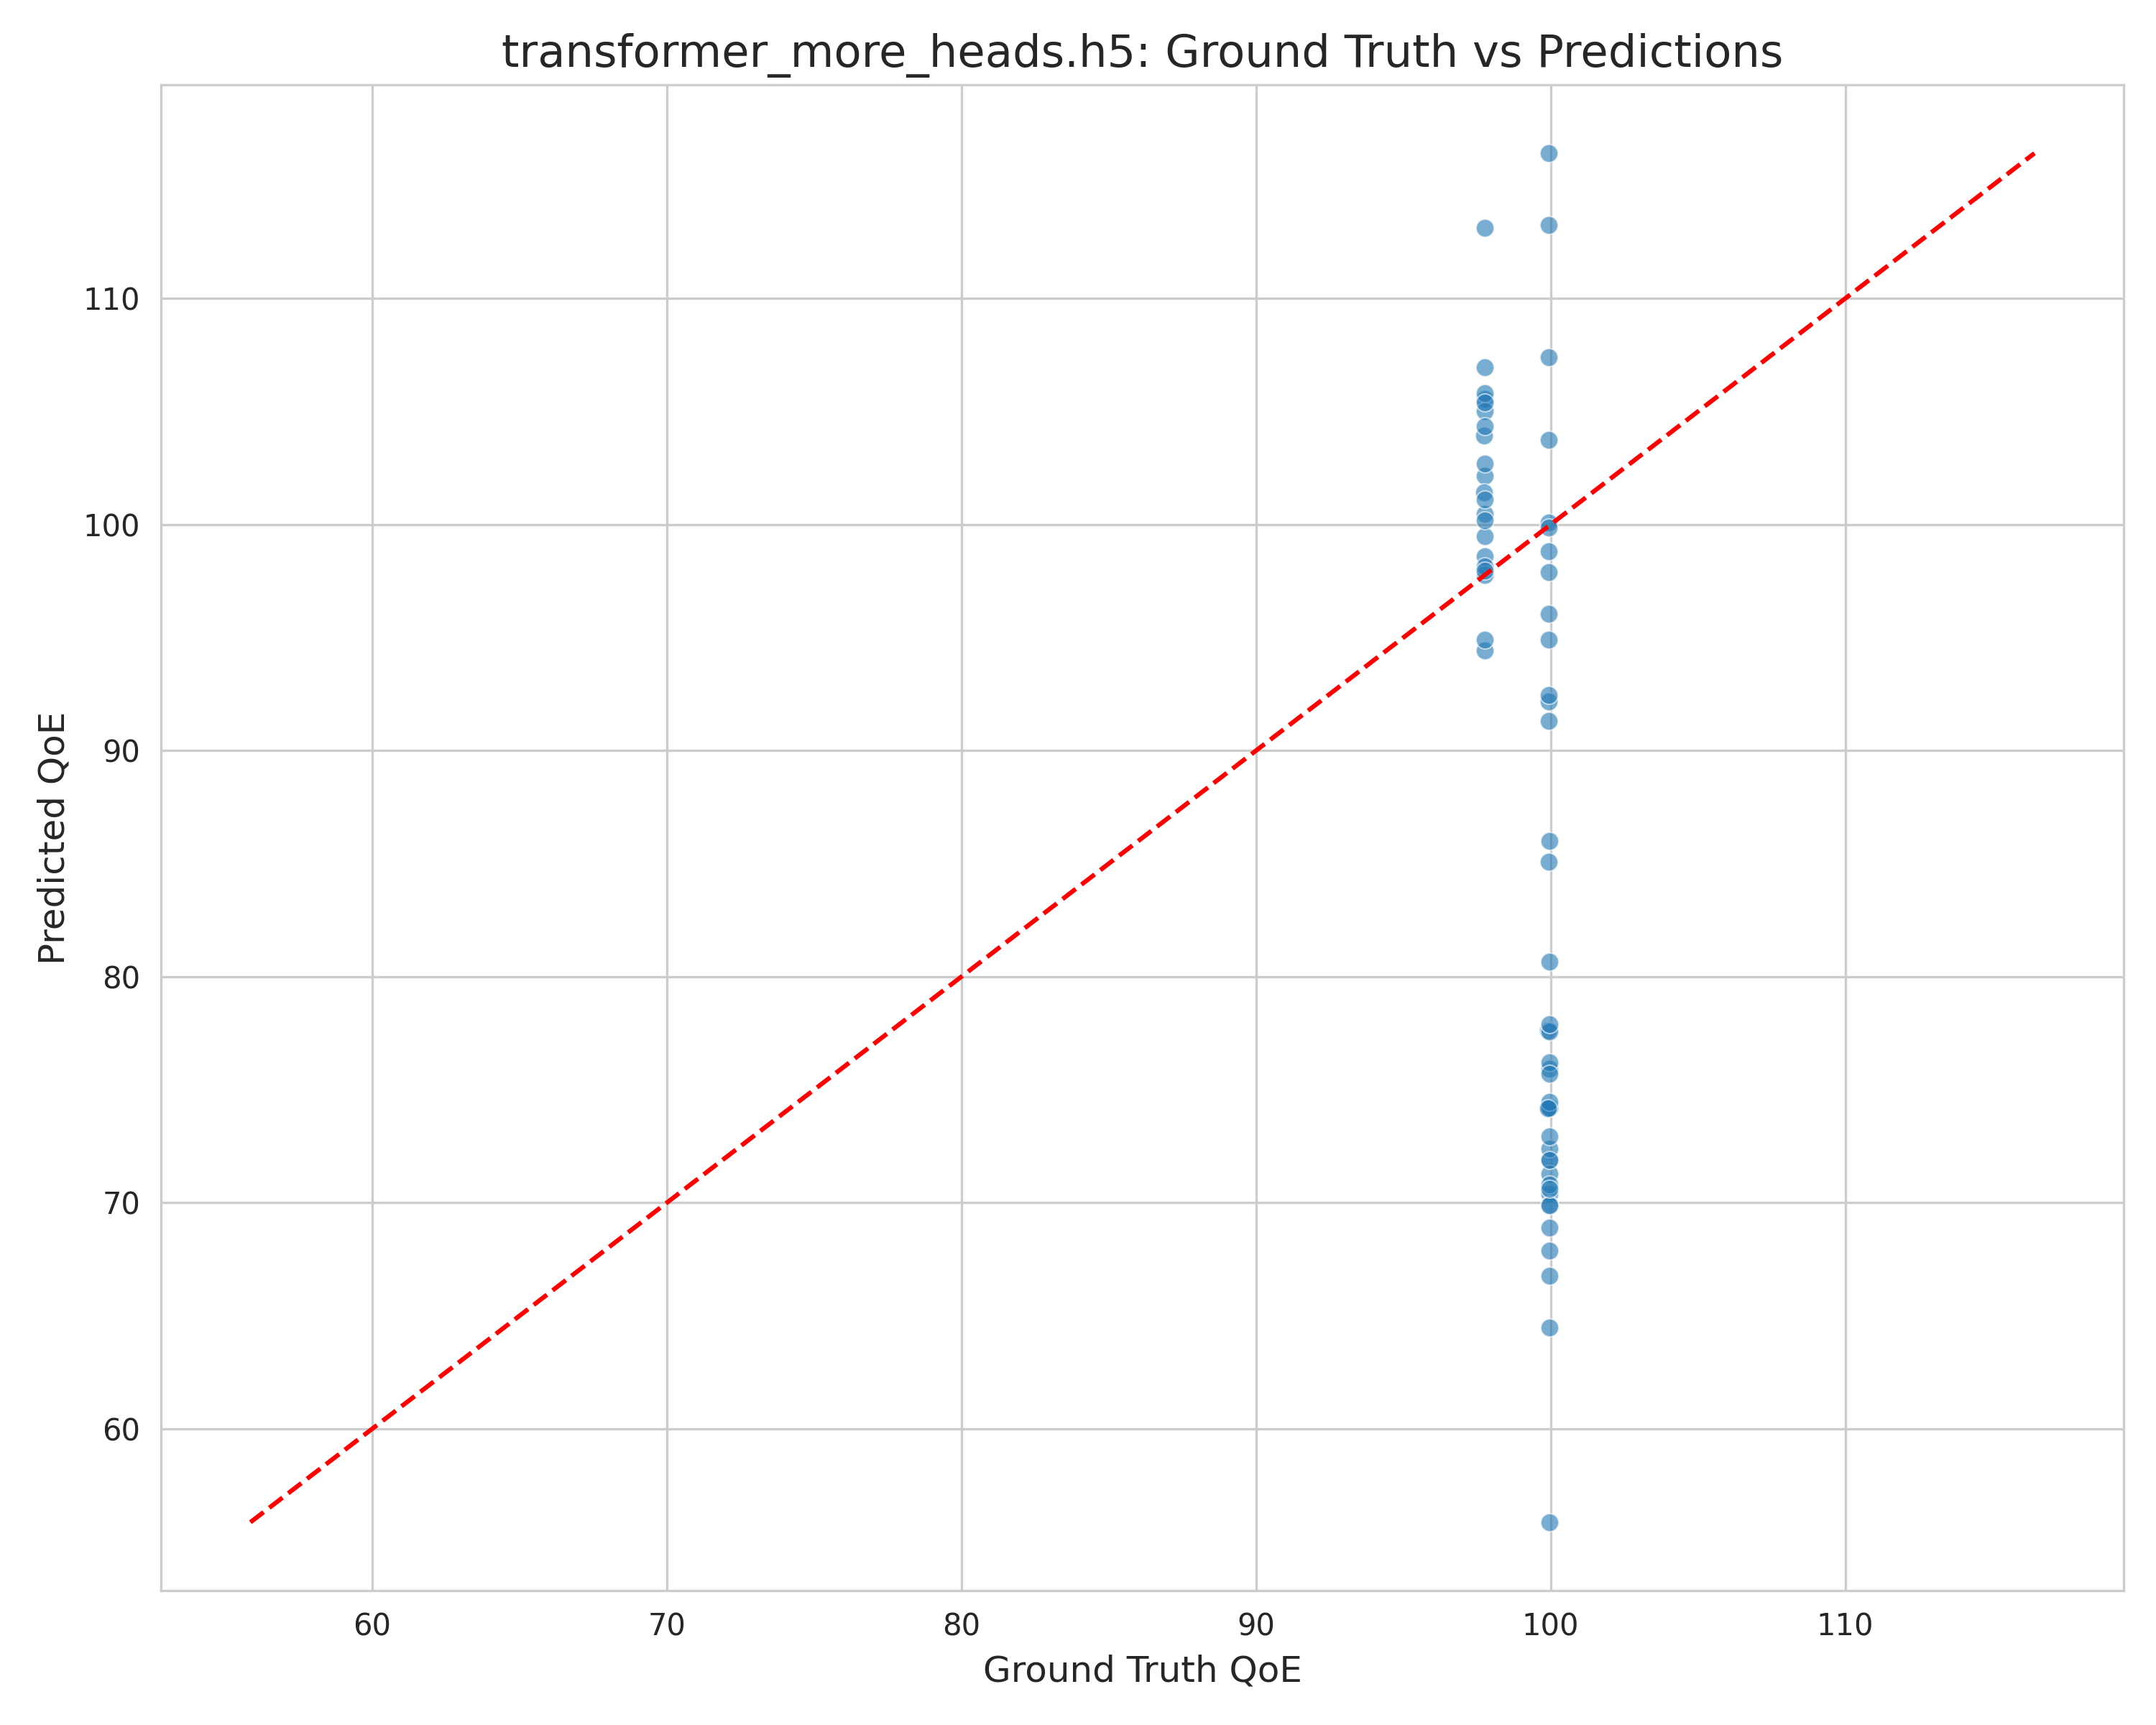 transformer_more_heads.h5: Ground Truth vs Predictions
Predicted QoE
110
100
90
80
70
60
60 70 80 90 100 110
Ground Truth QoE